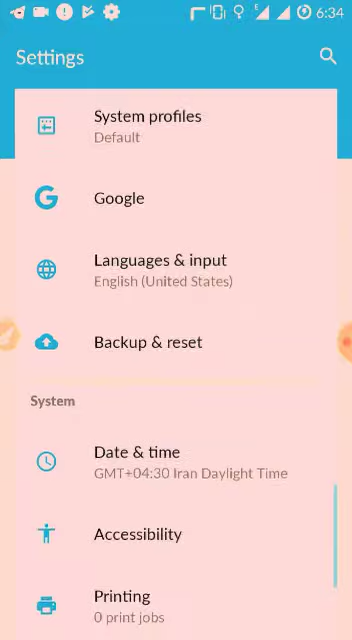 6:34
Settings
System profiles
Default
Google
Languages & input
English (United States)
Backup & reset
System
Date & time
GMT+04:30 Iran Daylight Time
Accessibility
Printing
0 print jobs